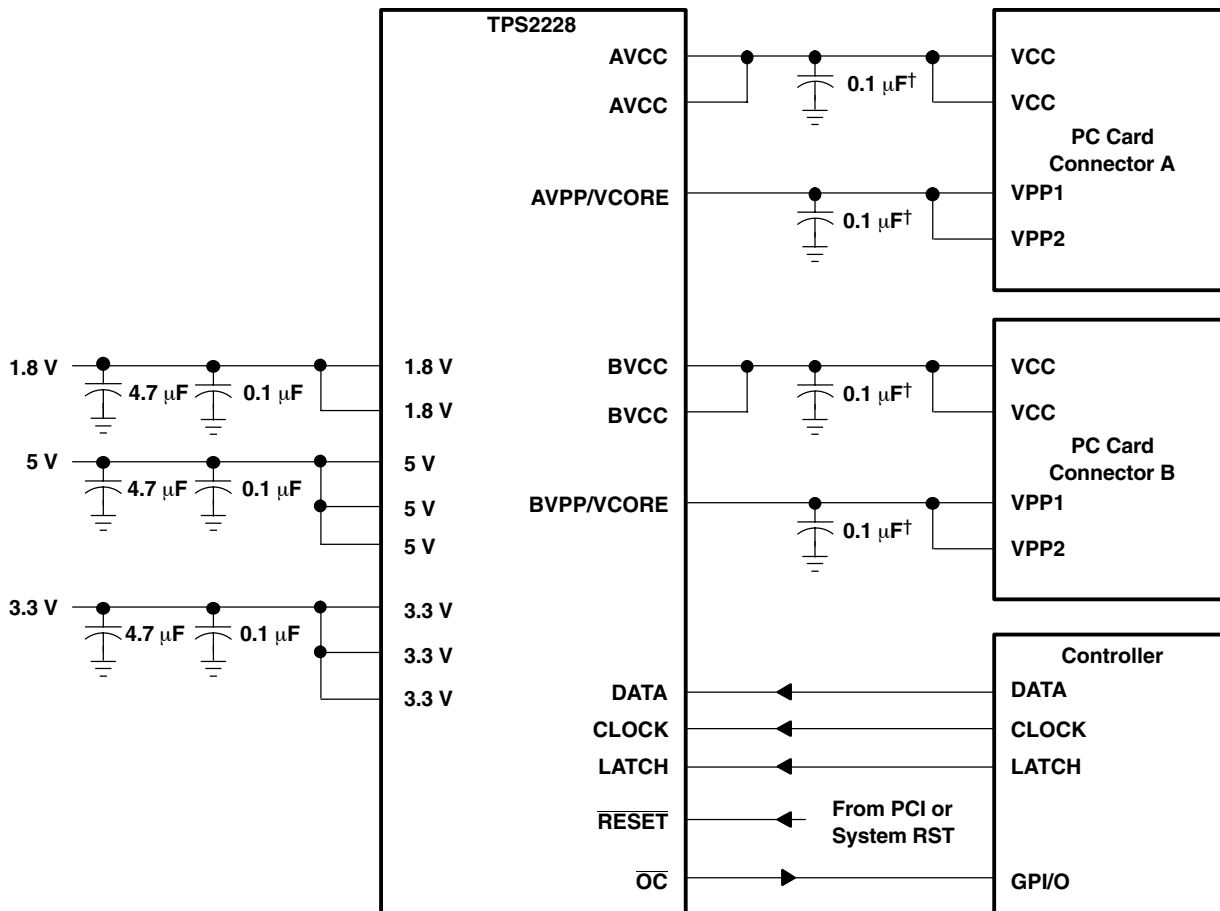 TPS2228
AVCC
AVCC
0.1 μF†
VCC
VCC
PC Card
Connector A
AVPP/VCORE
0.1 μF†
VPP1
VPP2
1.8 V
4.7 μF
0.1 μF
1.8 V
1.8 V
BVCC
BVCC
0.1 μF†
VCC
VCC
PC Card
Connector B
5 V
4.7 μF
0.1 μF
5 V
5 V
5 V
BVPP/VCORE
0.1 μF†
VPP1
VPP2
3.3 V
4.7 μF
0.1 μF
3.3 V
3.3 V
3.3 V
Controller
DATA
DATA
CLOCK
CLOCK
LATCH
LATCH
R̅E̅S̅E̅T̅
From PCI or
System RST
O̅C̅
GPI/O